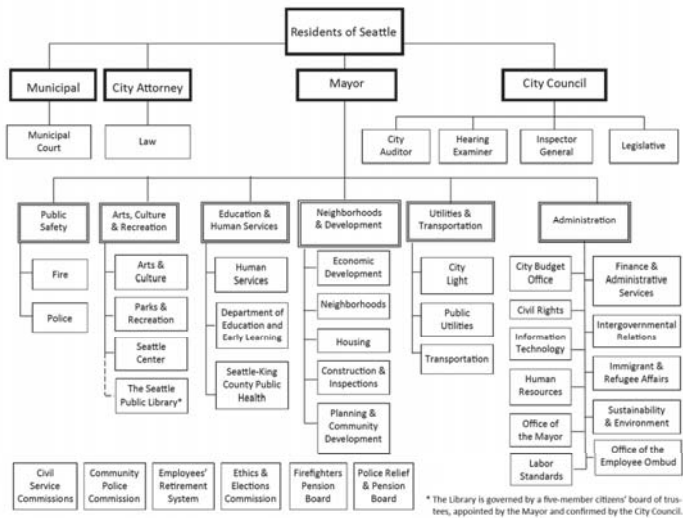 Residents of Seattle
Municipal
City Attorney
Mayor
City Council
Municipal
Court
Law
City
Auditor
Hearing
Examiner
Inspector
General
Legislative
Public
Safety
Arts, Culture
& Recreation
Education &
Human Services
Neighborhoods
& Development
Utilities &
Transportation
Administration
Fire
Police
Arts &
Culture
Parks &
Recreation
Seattle
Center
The Seattle
Public Library*
Human
Services
Department of
Education and
Early Learning
Seattle-King
County Public
Health
Economic
Development
Neighborhoods
Housing
Construction &
Inspections
Planning &
Community
Development
City
Light
Public
Utilities
Transportation
City Budget
Office
Civil Rights
Information
Technology
Human
Resources
Office of
the Mayor
Labor
Standards
Finance &
Administrative
Services
Intergovernmental
Relations
Immigrant &
Refugee Affairs
Sustainability
& Environment
Office of the
Employee Ombud
Civil
Service
Commissions
Community
Police
Commission
Employees'
Retirement
System
Ethics &
Elections
Commission
Firefighters
Pension
Board
Police Relief
& Pension
Board
* The Library is governed by a five-member citizens' board of trus-
tees, appointed by the Mayor and confirmed by the City Council.